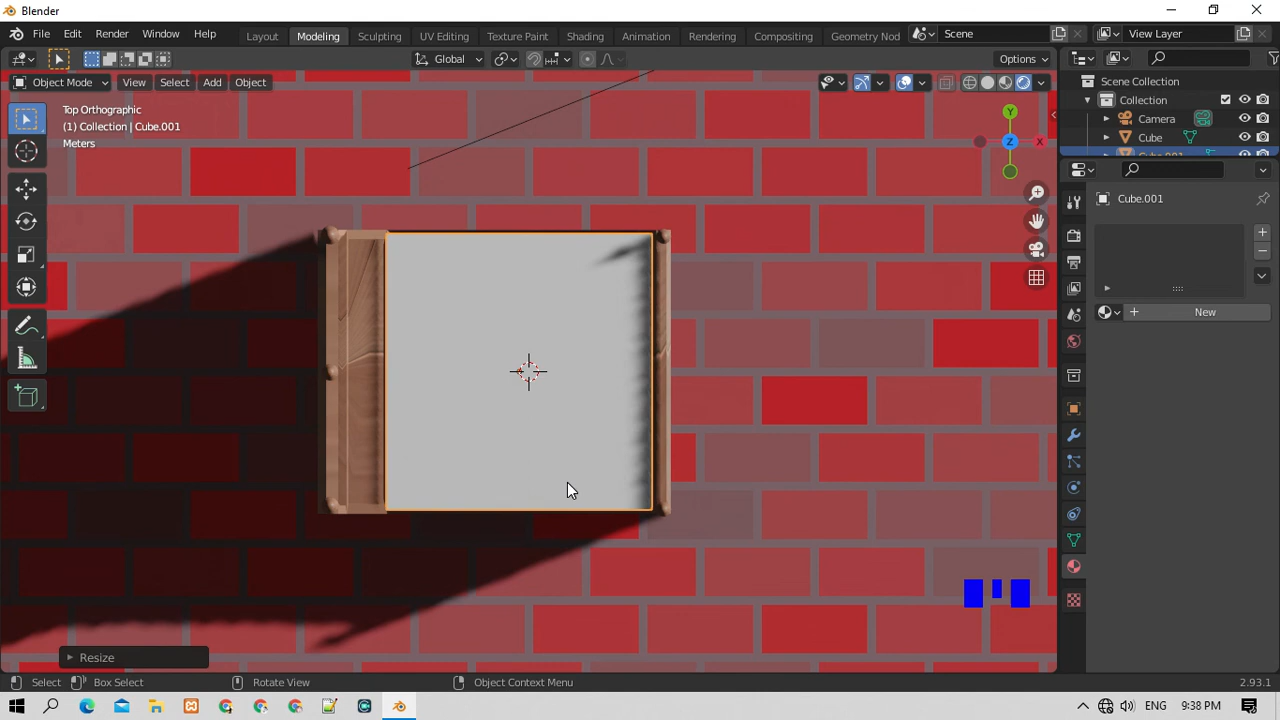 Blender
File Edit Render Window Help
Layout Modeling Sculpting UV Editing Texture Paint Shading Animation Rendering Compositing Geometry Nod
Scene
View Layer
Global
Options
Object Mode View Select Add Object
Top Orthographic
(1) Collection | Cube.001
Meters
Y
Z
X
Scene Collection
Collection
Camera
Cube
Cube.001
Cube.001
New
Resize
Select
Box Select
Rotate View
Object Context Menu
2.93.1
ENG
9:38 PM